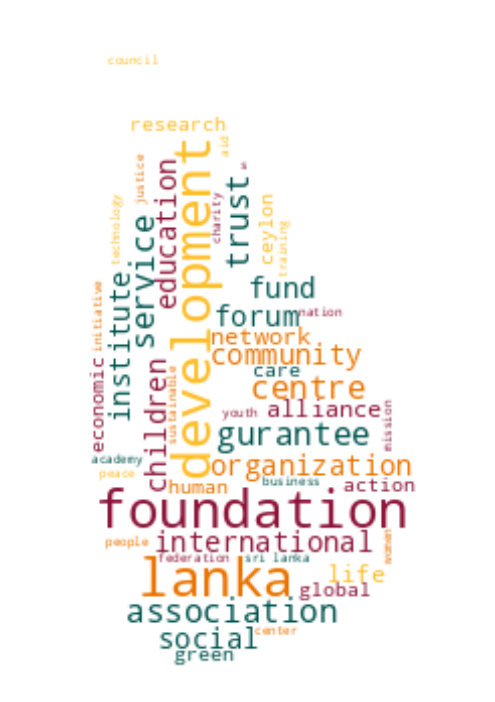 council
research
aid
justice
education
development
us
trust
charity
technology
service
ceylon
training
institute
fund
initiative
forum
nation
network
community
economic
children
sustainable
care
centre
youth
alliance
mission
gurantee
academy
organization
peace
human
business
action
foundation
people
international
women
federation
sri lanka
lanka
life
global
association
center
social
green